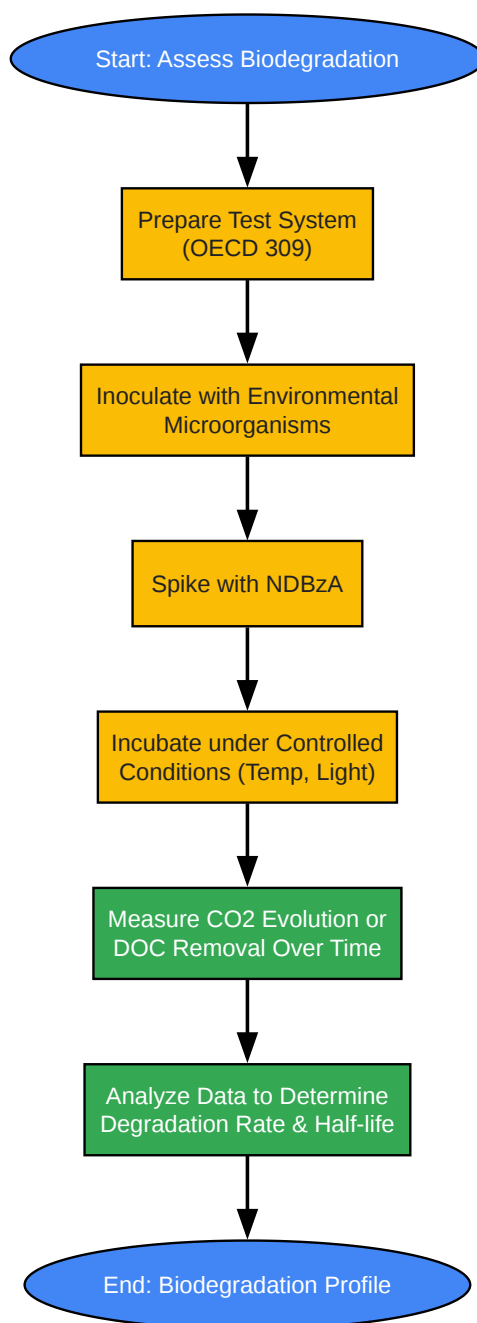 Start: Assess Biodegradation
Prepare Test System
(OECD 309)
Inoculate with Environmental
Microorganisms
Spike with NDBzA
Incubate under Controlled
Conditions (Temp, Light)
Measure CO2 Evolution or
DOC Removal Over Time
Analyze Data to Determine
Degradation Rate & Half-life
End: Biodegradation Profile